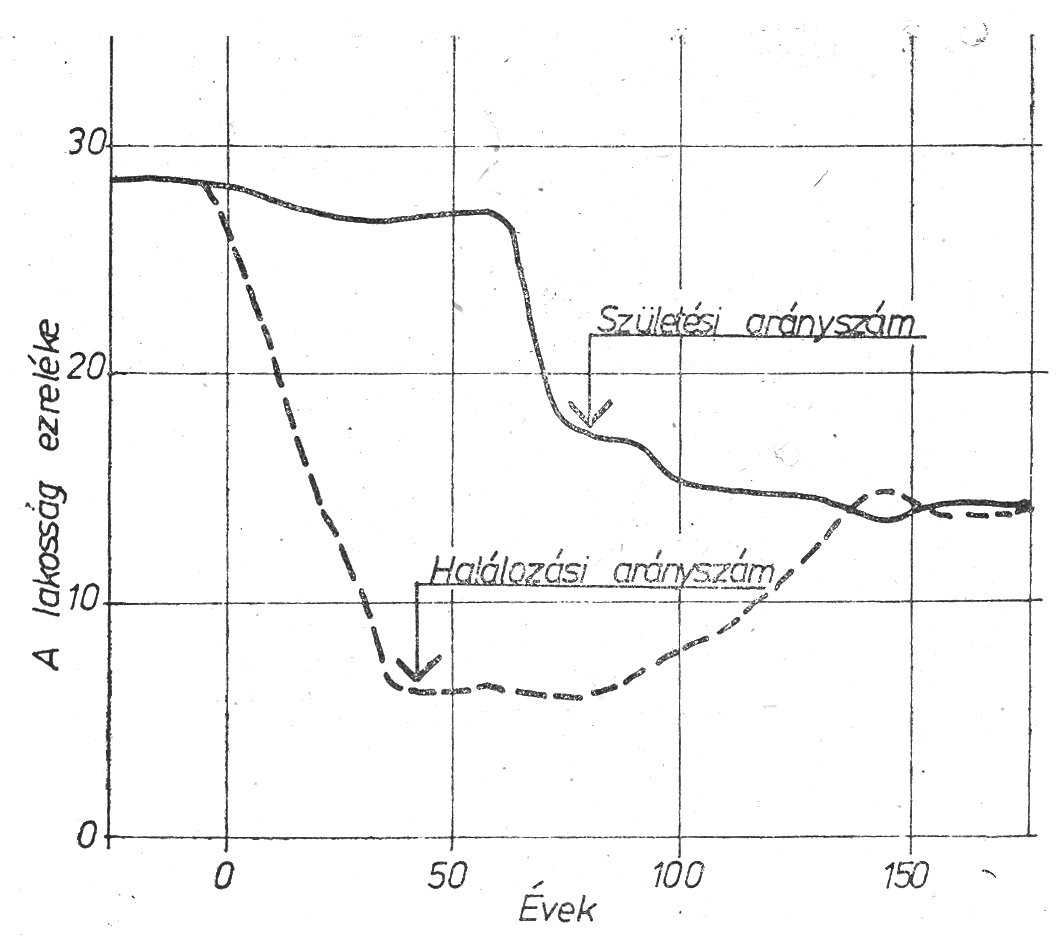 30
20
10
0
A lakosság ezreléke
Születési arányszám
Halálozási arányszám
0 50 100 150
Évek